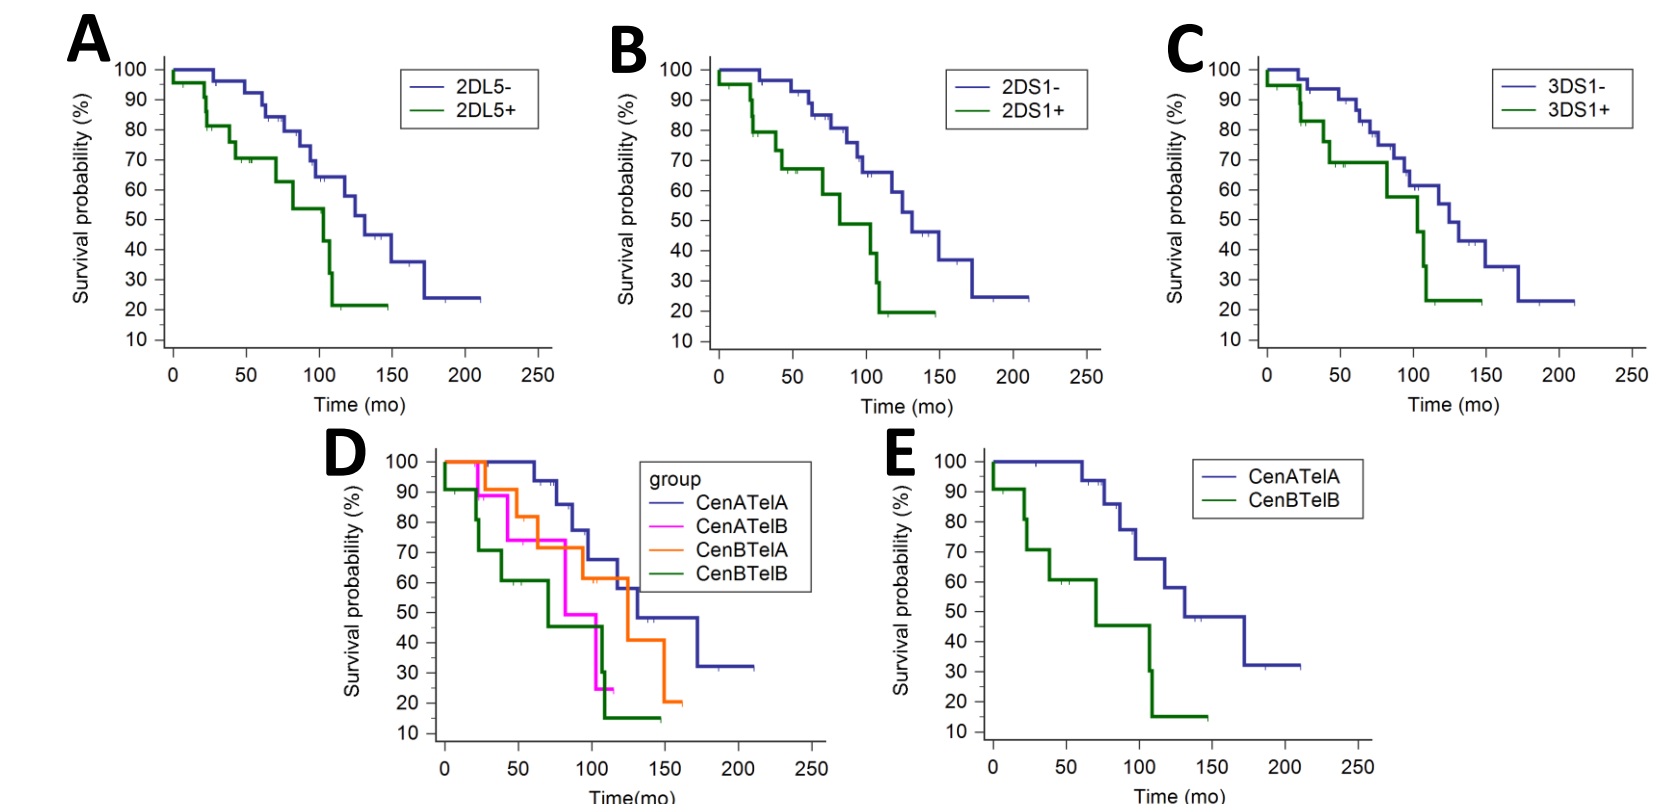 A
Survival probability (%)
100
90
80
70
60
50
40
30
20
10
0 50 100 150 200 250
Time (mo)
2DL5-
2DL5+
B
Survival probability (%)
100
90
80
70
60
50
40
30
20
10
0 50 100 150 200 250
Time (mo)
2DS1-
2DS1+
C
Survival probability (%)
100
90
80
70
60
50
40
30
20
10
0 50 100 150 200 250
Time (mo)
3DS1-
3DS1+
D
Survival probability (%)
100
90
80
70
60
50
40
30
20
10
0 50 100 150 200 250
Time(mo)
group
CenATelA
CenATelB
CenBTelA
CenBTelB
E
Survival probability (%)
100
90
80
70
60
50
40
30
20
10
0 50 100 150 200 250
Time (mo)
CenATelA
CenBTelB